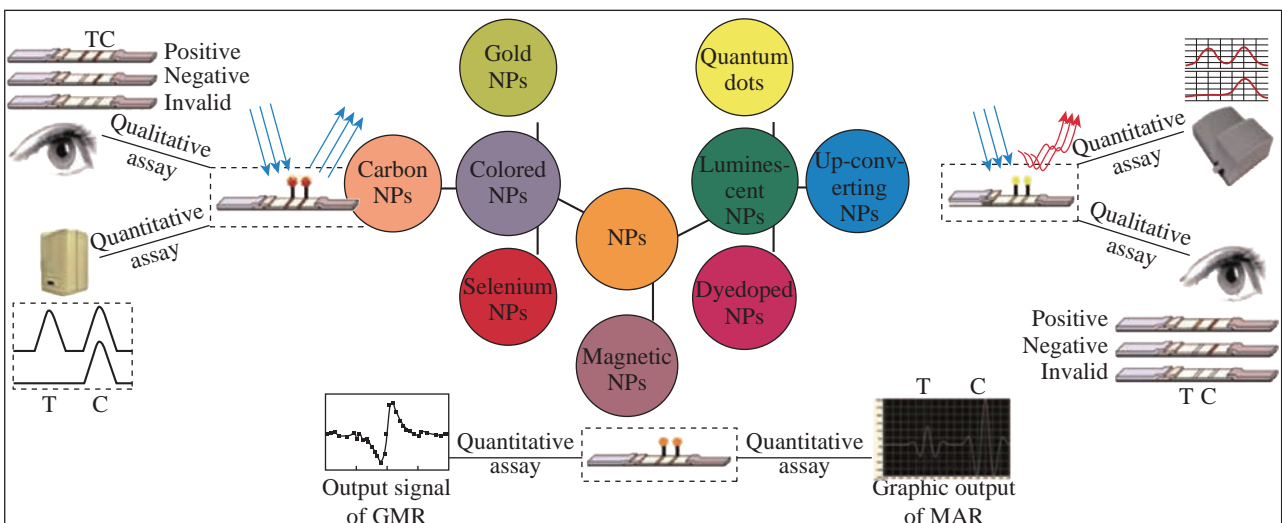 TC
Positive
Negative
Invalid
Qualitative
assay
Quantitative
assay
T C
Gold
NPs
Carbon
NPs
Colored
NPs
Selenium
NPs
NPs
Magnetic
NPs
Quantum
dots
Lumines-
cent
NPs
Up-conv-
erting
NPs
Dyedoped
NPs
Quantitative
assay
Qualitative
assay
Positive
Negative
Invalid
T C
Output signal
of GMR
Quantitative
assay
Quantitative
assay
T C
Graphic output
of MAR